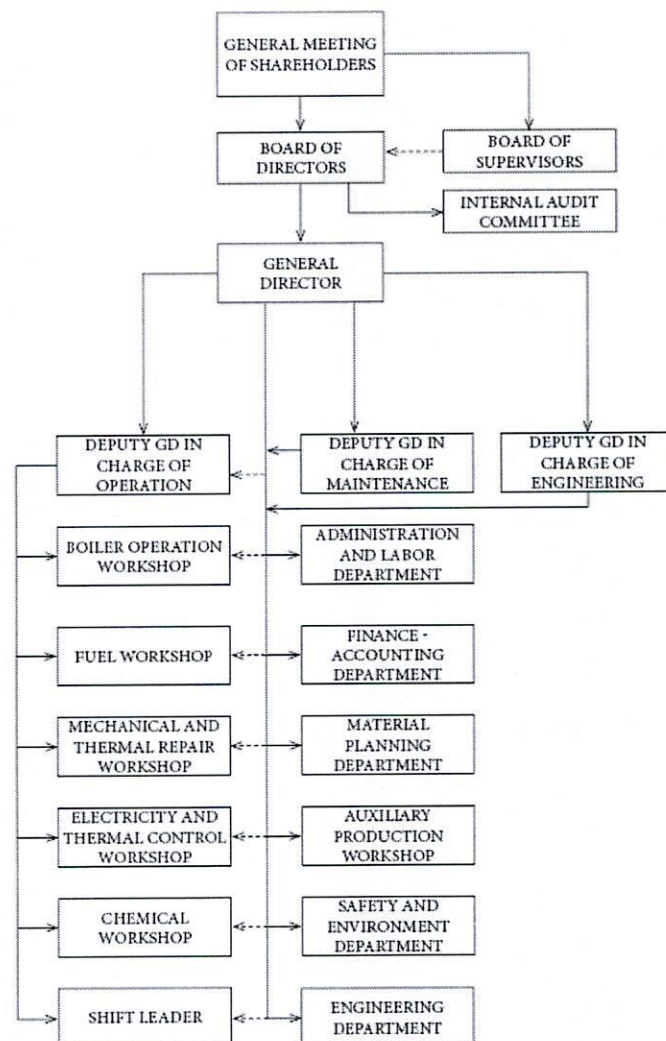 GENERAL MEETING
OF SHAREHOLDERS
BOARD OF
DIRECTORS
BOARD OF
SUPERVISORS
INTERNAL AUDIT
COMMITTEE
GENERAL
DIRECTOR
DEPUTY GD IN
CHARGE OF
OPERATION
DEPUTY GD IN
CHARGE OF
MAINTENANCE
DEPUTY GD IN
CHARGE OF
ENGINEERING
BOILER OPERATION
WORKSHOP
ADMINISTRATION
AND LABOR
DEPARTMENT
FUEL WORKSHOP
FINANCE -
ACCOUNTING
DEPARTMENT
MECHANICAL AND
THERMAL REPAIR
WORKSHOP
MATERIAL
PLANNING
DEPARTMENT
ELECTRICITY AND
THERMAL CONTROL
WORKSHOP
AUXILIARY
PRODUCTION
WORKSHOP
CHEMICAL
WORKSHOP
SAFETY AND
ENVIRONMENT
DEPARTMENT
SHIFT LEADER
ENGINEERING
DEPARTMENT